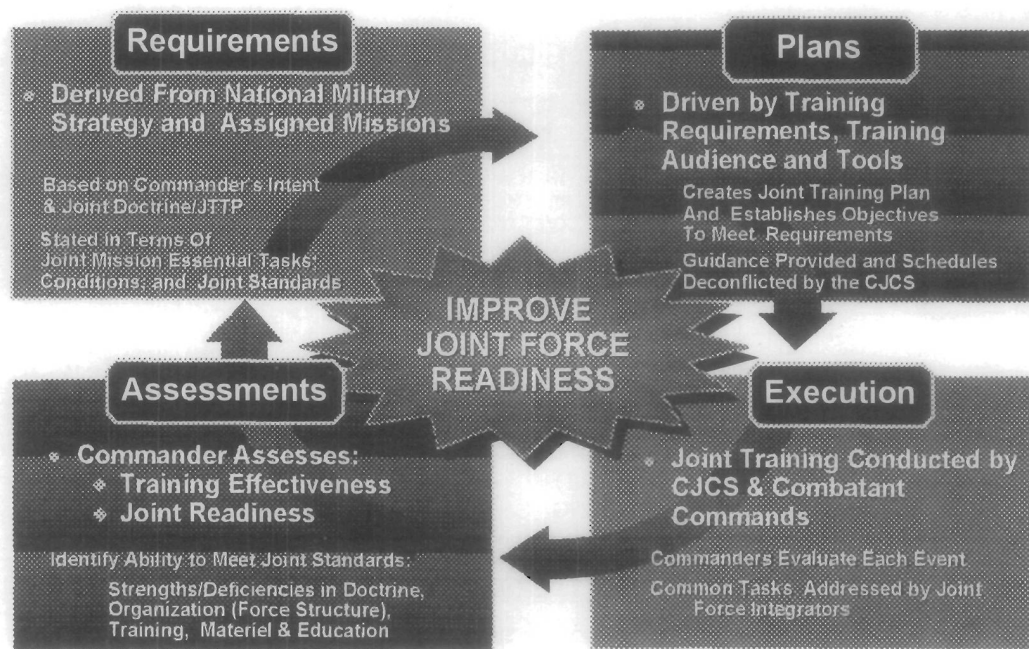 Requirements
• Derived From National Military
Strategy and Assigned Missions
Based on Commander's Intent
& Joint Doctrine/JTTP
Stated in Terms Of
Joint Mission Essential Tasks,
Conditions, and Joint Standards
Plans
• Driven by Training
Requirements, Training
Audience and Tools
Creates Joint Training Plan
And Establishes Objectives
To Meet Requirements
Guidance Provided and Schedules
Deconflicted by the CJCS
IMPROVE
JOINT FORCE
READINESS
Assessments
• Commander Assesses:
❖ Training Effectiveness
❖ Joint Readiness
Identify Ability to Meet Joint Standards:
Strengths/Deficiencies in Doctrine,
Organization (Force Structure),
Training, Materiel & Education
Execution
• Joint Training Conducted by
CJCS & Combatant
Commands
Commanders Evaluate Each Event
Common Tasks Addressed by Joint
Force Integrators